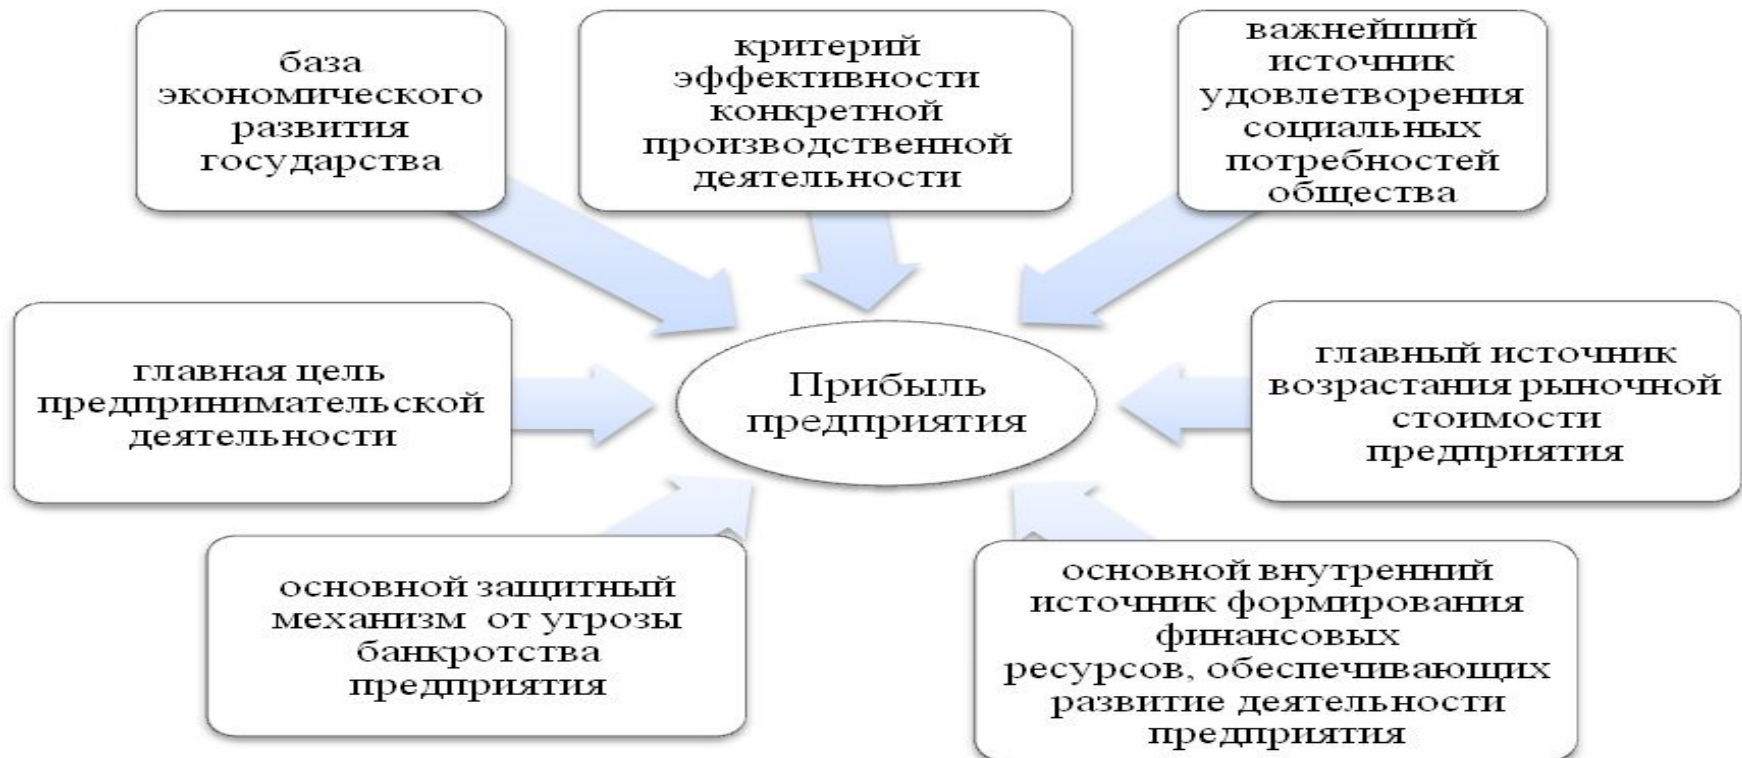 база
экономического
развития
государства
критерий
эффективности
конкретной
производственной
деятельности
важнейший
источник
удовлетворения
социальных
потребностей
общества
главная цель
предпринимательской
деятельности
Прибыль
предприятия
главный источник
возрастания рыночной
стоимости
предприятия
основной защитный
механизм от угрозы
банкротства
предприятия
основной внутренний
источник формирования
финансовых
ресурсов, обеспечивающих
развитие деятельности
предприятия